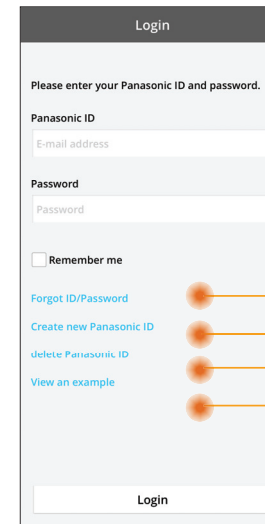 Login
Please enter your Panasonic ID and password.
Panasonic ID
E-mail address
Password
Password
Remember me
Forgot ID/Password
Create new Panasonic ID
delete Panasonic ID
View an example
Login